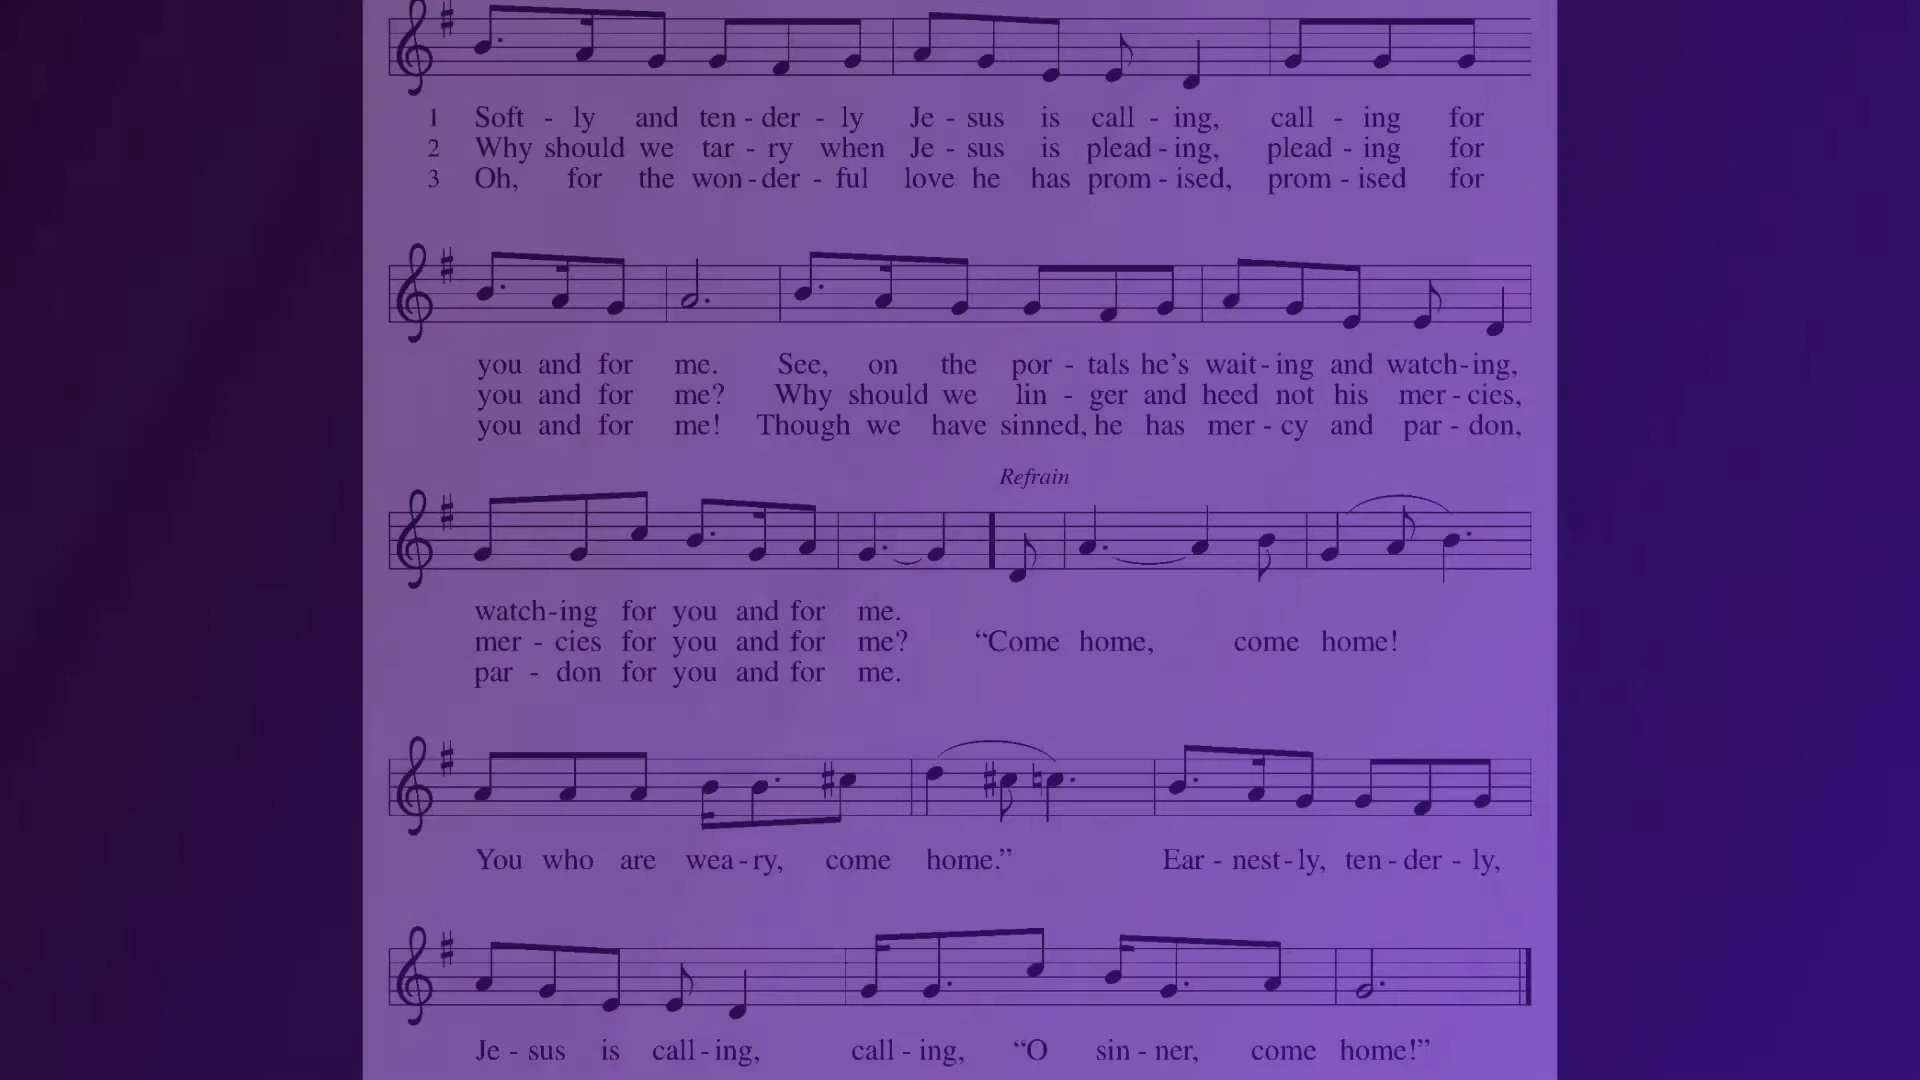 1 Soft - ly and ten - der - ly Je - sus is call - ing, call - ing for
2 Why should we tar - ry when Je - sus is plead - ing, plead - ing for
3 Oh, for the won - der - ful love he has prom - ised, prom - ised for
you and for me. See, on the por - tals he's wait - ing and watch - ing,
you and for me? Why should we lin - ger and heed not his mer - cies,
you and for me! Though we have sinned, he has mer - cy and par - don,
Refrain
watch - ing for you and for me.
mer - cies for you and for me? “Come home, come home!
par - don for you and for me.
You who are wea - ry, come home.” Ear - nest - ly, ten - der - ly,
Je - sus is call - ing, call - ing, “O sin - ner, come home!”